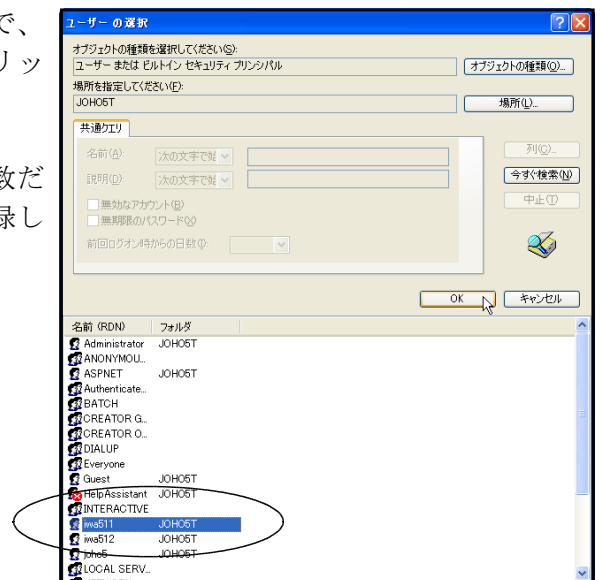 で、
リッ
数だ
録し
ユーザー の選択
オブジェクトの種類を選択してください(S):
ユーザー または ビルトイン セキュリティ プリンシパル
オブジェクトの種類(O)...
場所を指定してください(F):
JOHO5T
場所(L)...
共通クエリ
名前(A):
次の文字で始
列(C)...
説明(D):
次の文字で始
今すぐ検索(N)
無効なアカウント(B)
中止(T)
無期限のパスワード(X)
前回ログオン時からの日数(I):
OK
キャンセル
名前 (RDN) フォルダ
Administrator JOHO5T
ANONYMOU...
ASPNET JOHO5T
Authenticate...
BATCH
CREATOR G...
CREATOR O...
DIALUP
Everyone
Guest JOHO5T
HelpAssistant JOHO5T
INTERACTIVE
iwa511 JOHO5T
iwa512 JOHO5T
joho5 JOHO5T
LOCAL SERV...